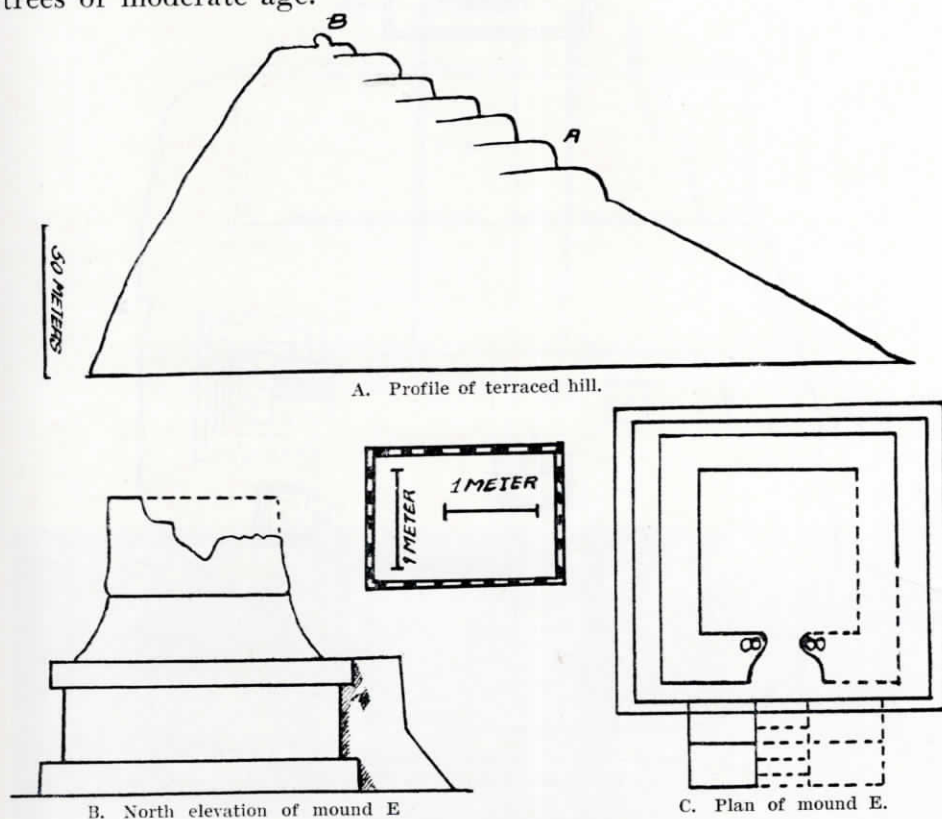 trees of moderate age.
B
A
50 METERS
A. Profile of terraced hill.
1 METER
1 METER
B. North elevation of mound E
C. Plan of mound E.